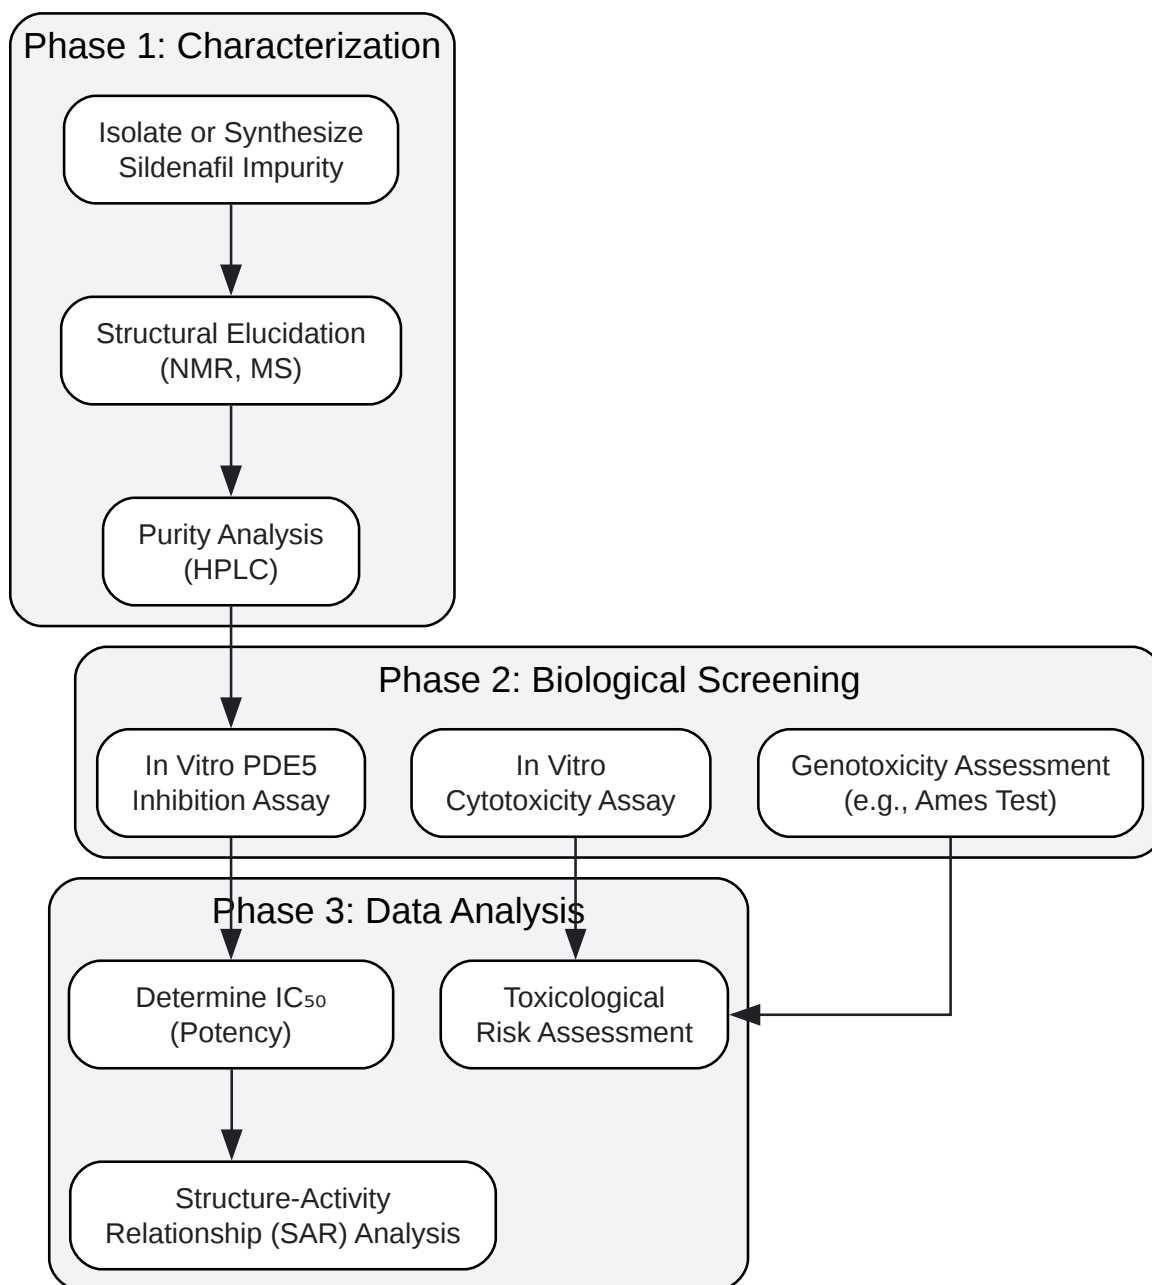 Phase 1: Characterization
Isolate or Synthesize
Sildenafil Impurity
Structural Elucidation
(NMR, MS)
Purity Analysis
(HPLC)
Phase 2: Biological Screening
In Vitro PDE5
Inhibition Assay
In Vitro
Cytotoxicity Assay
Genotoxicity Assessment
(e.g., Ames Test)
Phase 3: Data Analysis
Determine IC₅₀
(Potency)
Toxicological
Risk Assessment
Structure-Activity
Relationship (SAR) Analysis